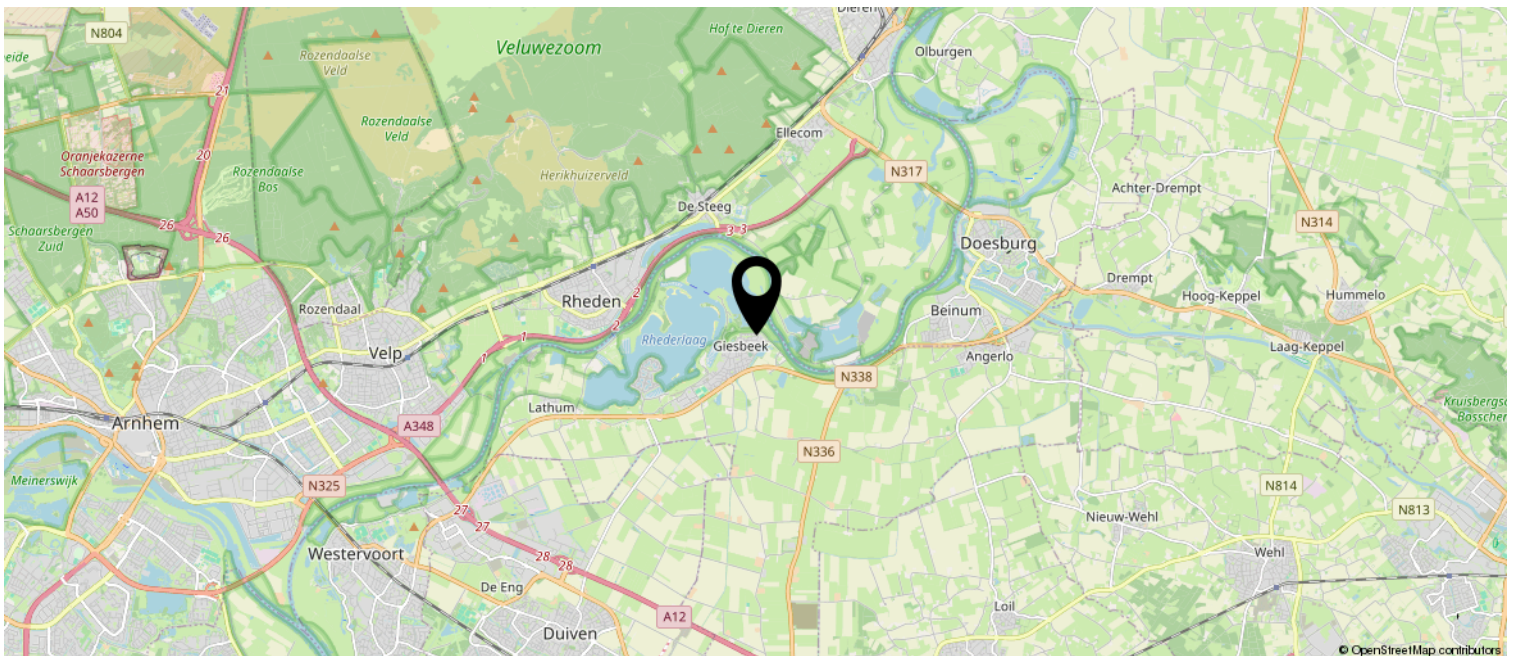 Dieren
N804
Hof te Dieren
Olburgen
Veluwezoom
Rozendaalse
Veld
eide
21
Rozendaalse
Veld
Ellecom
20
Oranjekazerne
Schaarsbergen
Rozendaalse
Bos
Herikhuizerveld
N317
Achter-Drempt
A12
A50
De Steeg
26
26
3
3
N314
Schaarsbergen
Zuid
Doesburg
Drempt
Hoog-Keppel
Hummelo
2
Rheden
Rozendaal
Beinum
2
1
1
Rhederlaag
Giesbeek
Velp
Angerlo
Laag-Keppel
N338
Lathum
Kruisbergs
Bosschen
Arnhem
A348
N336
Meinerswijk
N325
N814
27
27
N813
Nieuw-Wehl
Westervoort
28
28
Wehl
De Eng
Loil
A12
Duiven
© OpenStreetMap contributors